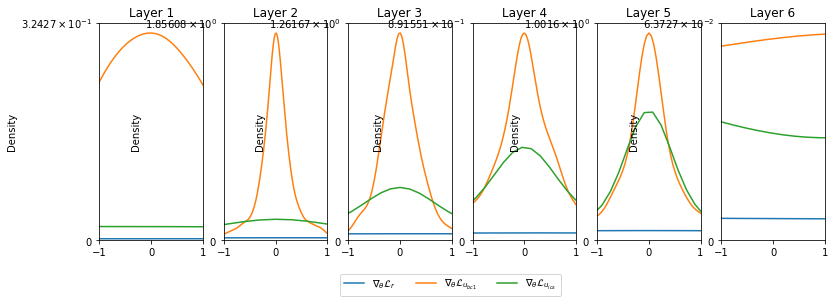 Layer 1 Layer 2 Layer 3 Layer 4 Layer 5 Layer 6
3.2427 × 10⁻¹ 1.85608 × 10⁰ 1.26167 × 10⁰ 8.91551 × 10⁻¹ 1.0016 × 10⁰ 6.3727 × 10⁻²
Density Density Density Density Density Density
0 0 0 0 0 0
−1 0 1 −1 0 1 −1 0 1 −1 0 1 −1 0 1 −1 0 1
∇θℒr ∇θℒu_bc1 ∇θℒu_ics